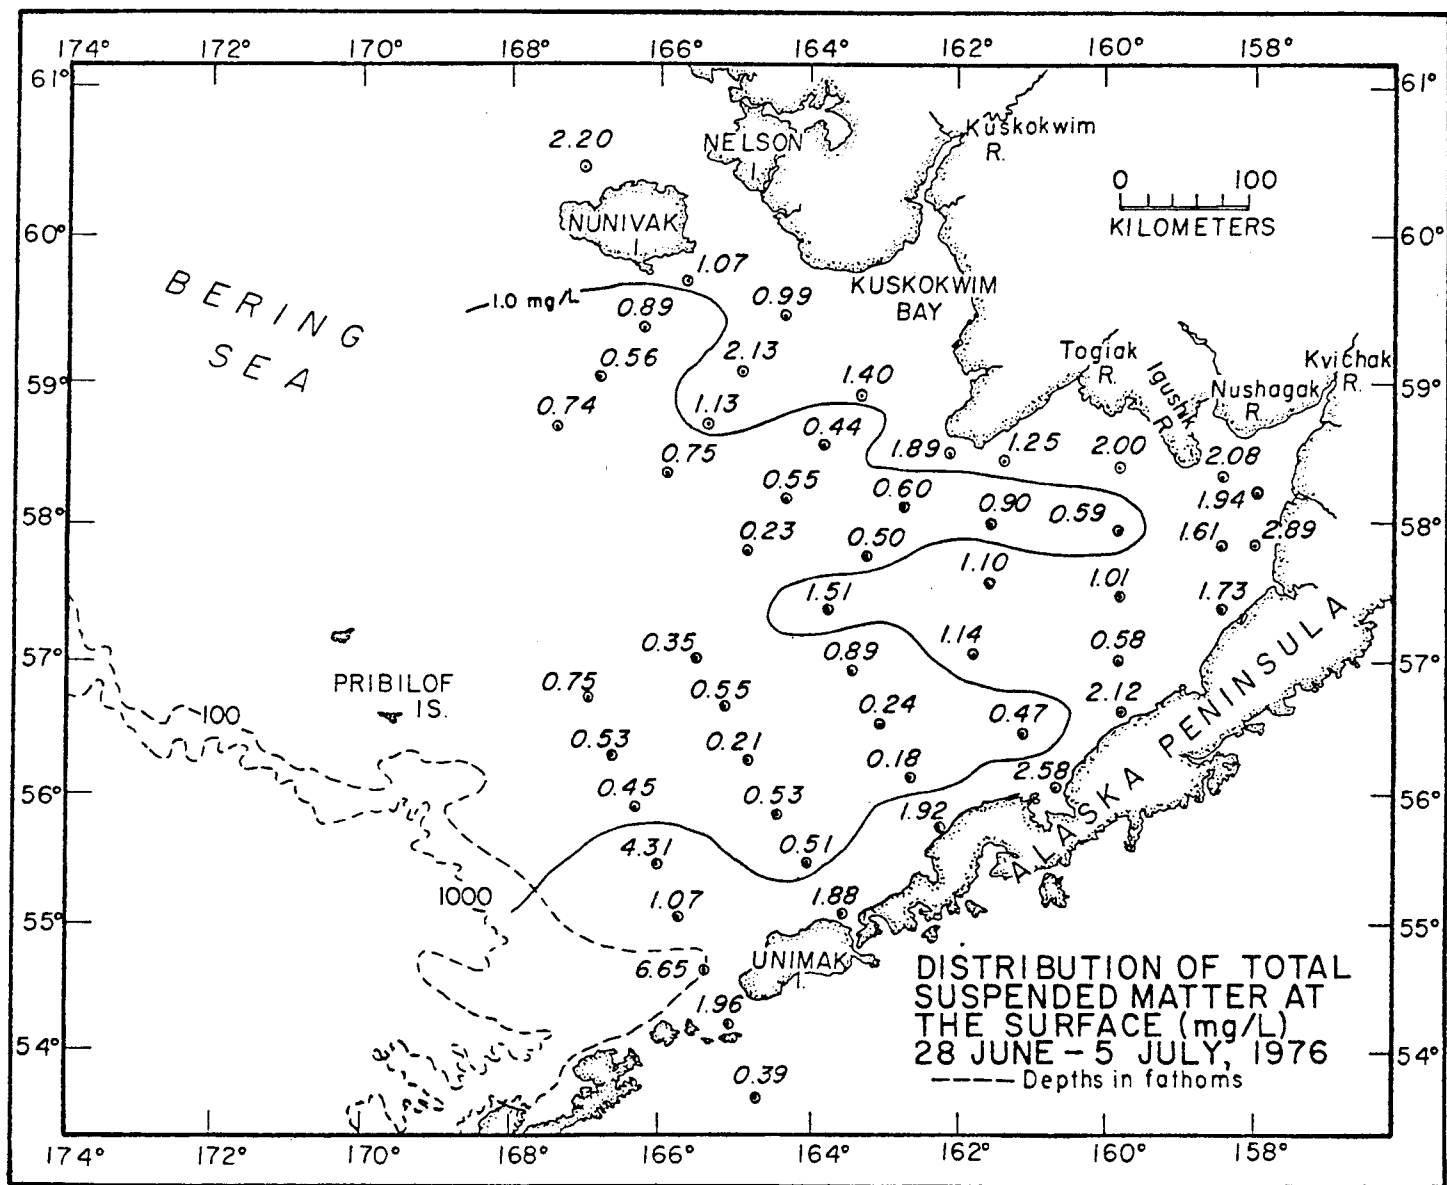 174° 172° 170° 168° 166° 164° 162° 160° 158°
61° 61°
Kuskokwim
R.
NELSON
I
2.20
0 100
KILOMETERS
NUNIVAK
I
60° 60°
1.07
KUSKOKWIM
BAY
BERING
SEA
1.0 mg/L
0.89
0.99
0.56
2.13
Togiak
R.
Igushik
R.
Nushagak
R.
Kvichak
R.
59° 59°
1.40
0.74
1.13
0.44
0.75
1.89
1.25
2.00
2.08
0.55
0.60
0.90
0.59
1.94
58° 58°
0.23
0.50
1.61
2.89
1.10
1.01
1.51
1.73
0.35
0.89
1.14
0.58
57° 57°
PRIBILOF
IS.
0.75
0.55
0.24
0.47
2.12
100
0.53
0.21
0.18
2.58
ALASKA PENINSULA
56° 56°
0.45
0.53
1.92
4.31
0.51
1000
1.07
1.88
55° 55°
UNIMAK
I.
6.65
1.96
DISTRIBUTION OF TOTAL
SUSPENDED MATTER AT
THE SURFACE (mg/L)
28 JUNE – 5 JULY, 1976
Depths in fathoms
54° 54°
0.39
174° 172° 170° 168° 166° 164° 162° 160° 158°